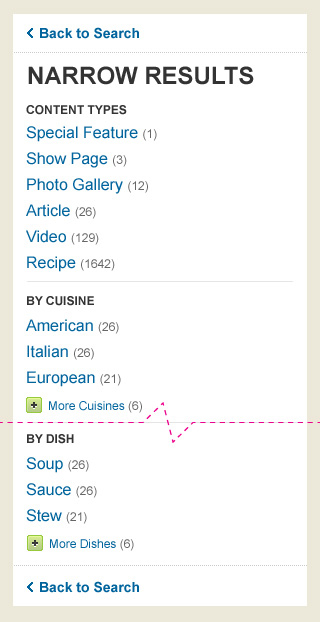 Back to Search
NARROW RESULTS
CONTENT TYPES
Special Feature (1)
Show Page (3)
Photo Gallery (12)
Article (26)
Video (129)
Recipe (1642)
BY CUISINE
American (26)
Italian (26)
European (21)
More Cuisines (6)
BY DISH
Soup (26)
Sauce (26)
Stew (21)
More Dishes (6)
Back to Search